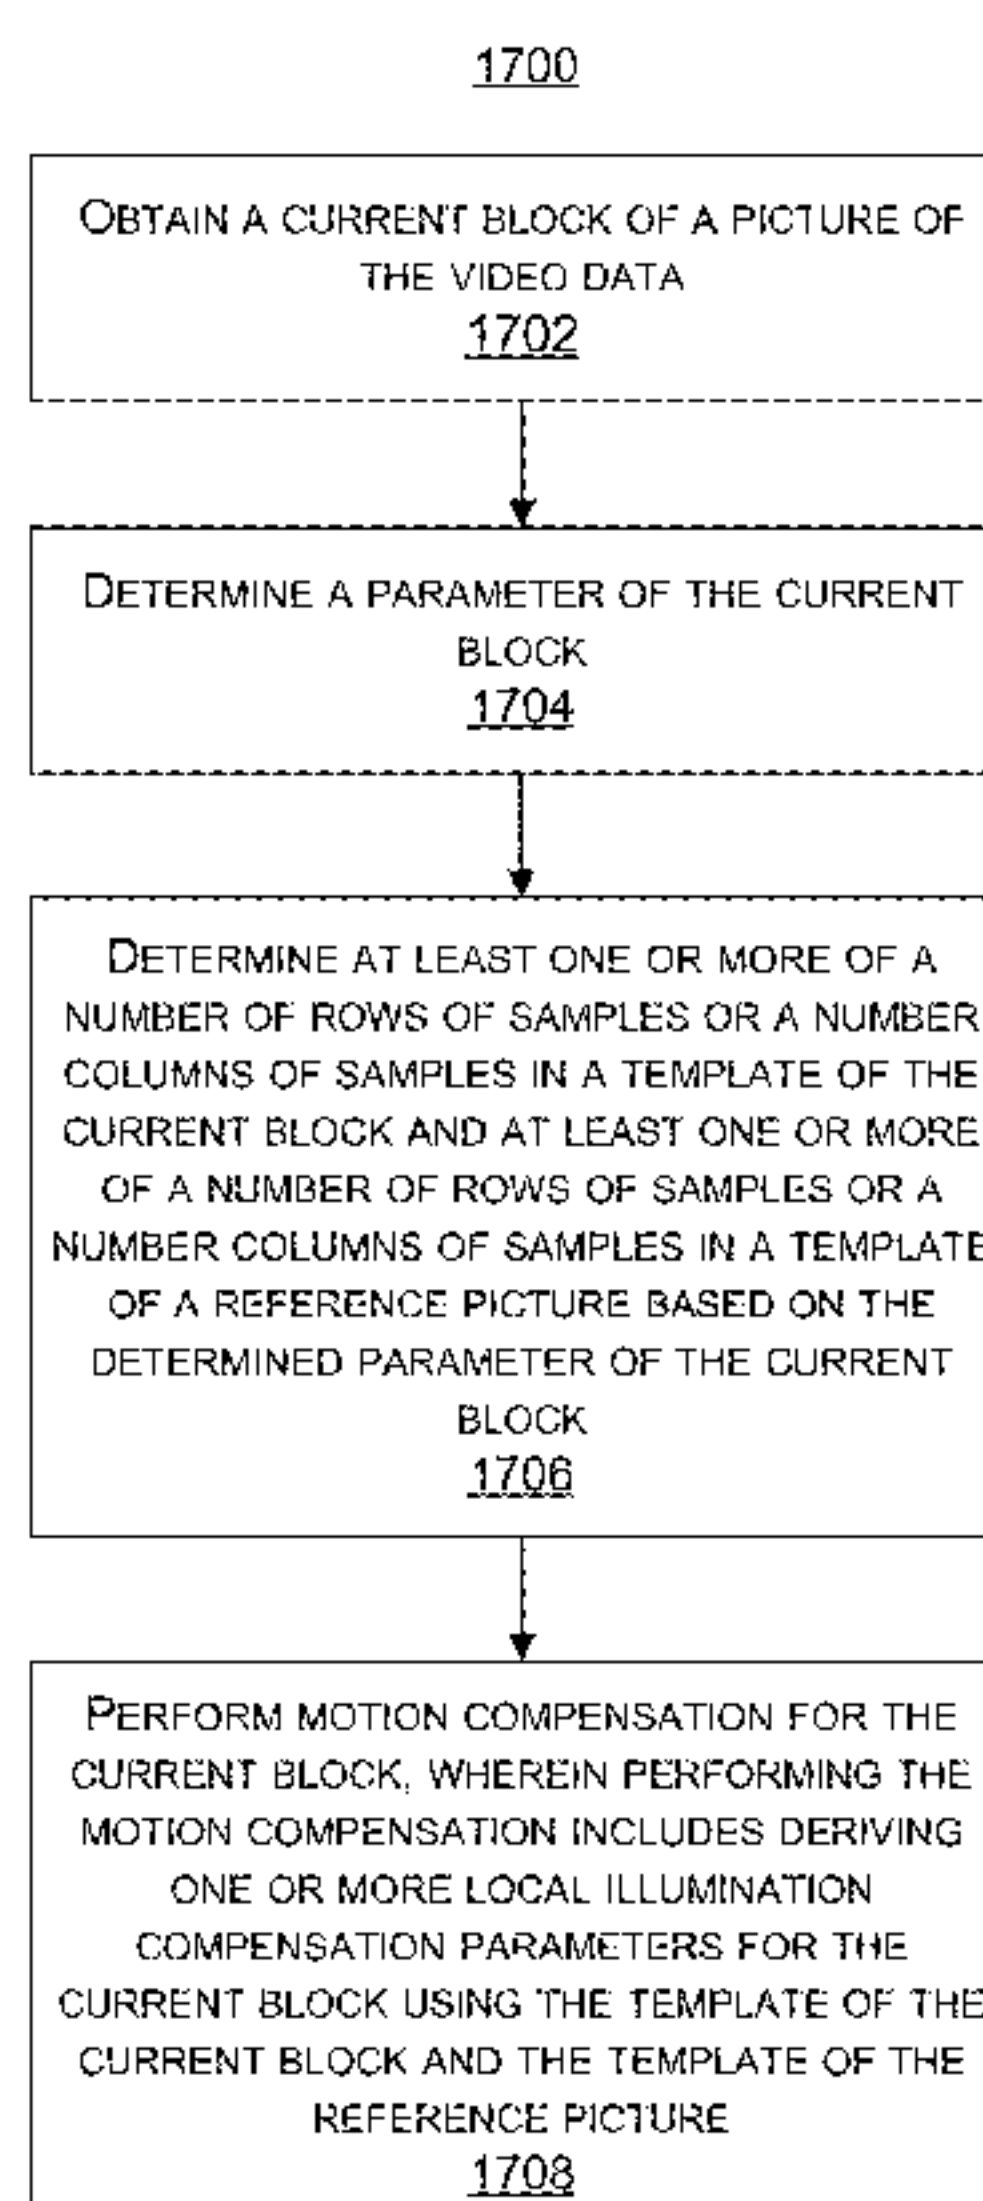 1700
OBTAIN A CURRENT BLOCK OF A PICTURE OF
THE VIDEO DATA
1702
DETERMINE A PARAMETER OF THE CURRENT
BLOCK
1704
DETERMINE AT LEAST ONE OR MORE OF A
NUMBER OF ROWS OF SAMPLES OR A NUMBER
COLUMNS OF SAMPLES IN A TEMPLATE OF THE
CURRENT BLOCK AND AT LEAST ONE OR MORE
OF A NUMBER OF ROWS OF SAMPLES OR A
NUMBER COLUMNS OF SAMPLES IN A TEMPLATE
OF A REFERENCE PICTURE BASED ON THE
DETERMINED PARAMETER OF THE CURRENT
BLOCK
1706
PERFORM MOTION COMPENSATION FOR THE
CURRENT BLOCK, WHEREIN PERFORMING THE
MOTION COMPENSATION INCLUDES DERIVING
ONE OR MORE LOCAL ILLUMINATION
COMPENSATION PARAMETERS FOR THE
CURRENT BLOCK USING THE TEMPLATE OF THE
CURRENT BLOCK AND THE TEMPLATE OF THE
REFERENCE PICTURE
1708